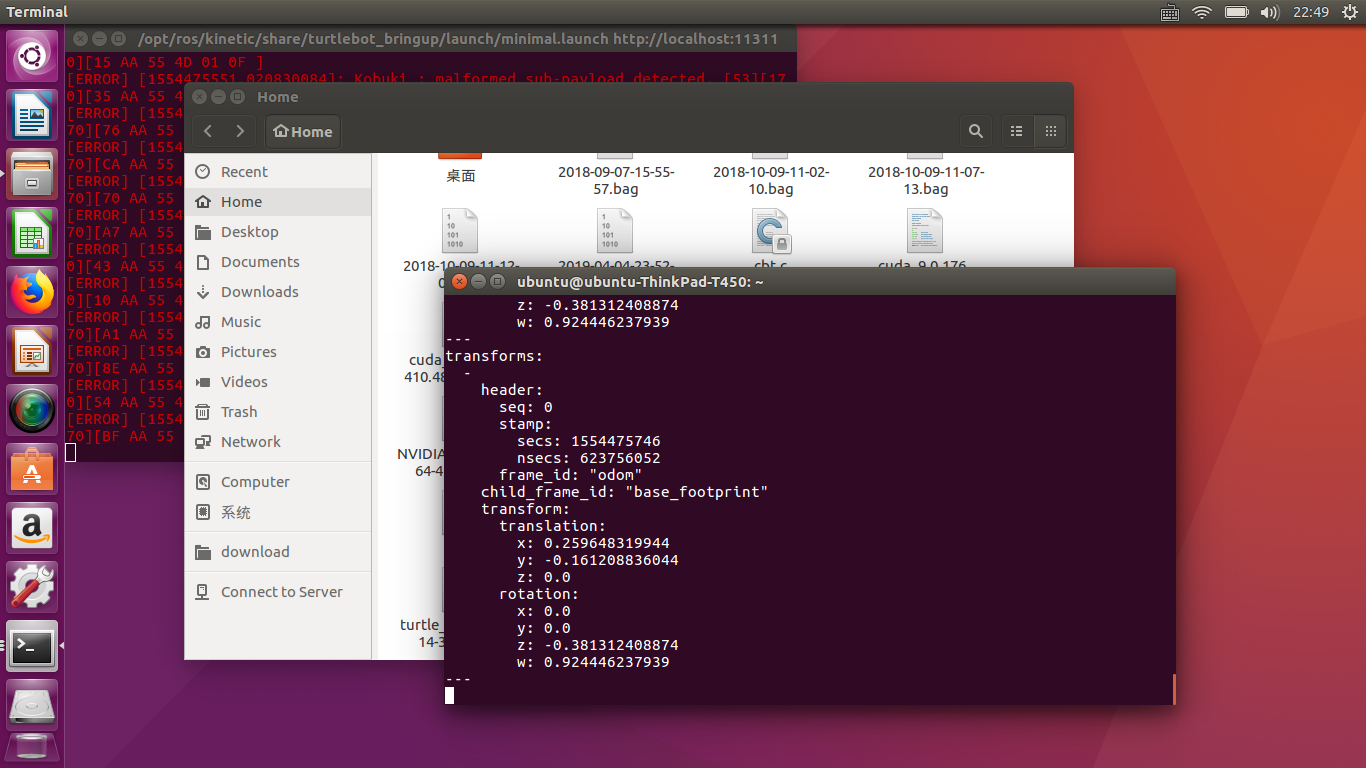 Terminal
22:49
/opt/ros/kinetic/share/turtlebot_bringup/launch/minimal.launch http://localhost:11311
0][15 AA 55 4D 01 0F ]
[ERROR] [1554475551.020830084]: Kobuki : malformed sub-payload detected. [53][17
0][35 AA 55 4
[ERROR] [1554
70][76 AA 55
[ERROR] [1554
70][CA AA 55
[ERROR] [1554
70][70 AA 55
[ERROR] [1554
70][A7 AA 55
[ERROR] [1554
0][43 AA 55 4
[ERROR] [1554
0][10 AA 55 4
[ERROR] [1554
70][A1 AA 55
[ERROR] [1554
70][8E AA 55
[ERROR] [1554
0][54 AA 55 4
[ERROR] [1554
70][BF AA 55
Home
Home
Recent
Home
Desktop
Documents
Downloads
Music
Pictures
Videos
Trash
Network
Computer
系统
download
Connect to Server
桌面
2018-09-07-15-55-
57.bag
2018-10-09-11-02-
10.bag
2018-10-09-11-07-
13.bag
2018-10-09-11-12-
2019-04-04-23-52-
cbt.c
cuda_9.0.176_
cuda_
410.48
NVIDIA
64-4
turtle_
14-3
ubuntu@ubuntu-ThinkPad-T450: ~
z: -0.381312408874
w: 0.924446237939
---
transforms:
-
header:
seq: 0
stamp:
secs: 1554475746
nsecs: 623756052
frame_id: "odom"
child_frame_id: "base_footprint"
transform:
translation:
x: 0.259648319944
y: -0.161208836044
z: 0.0
rotation:
x: 0.0
y: 0.0
z: -0.381312408874
w: 0.924446237939
---